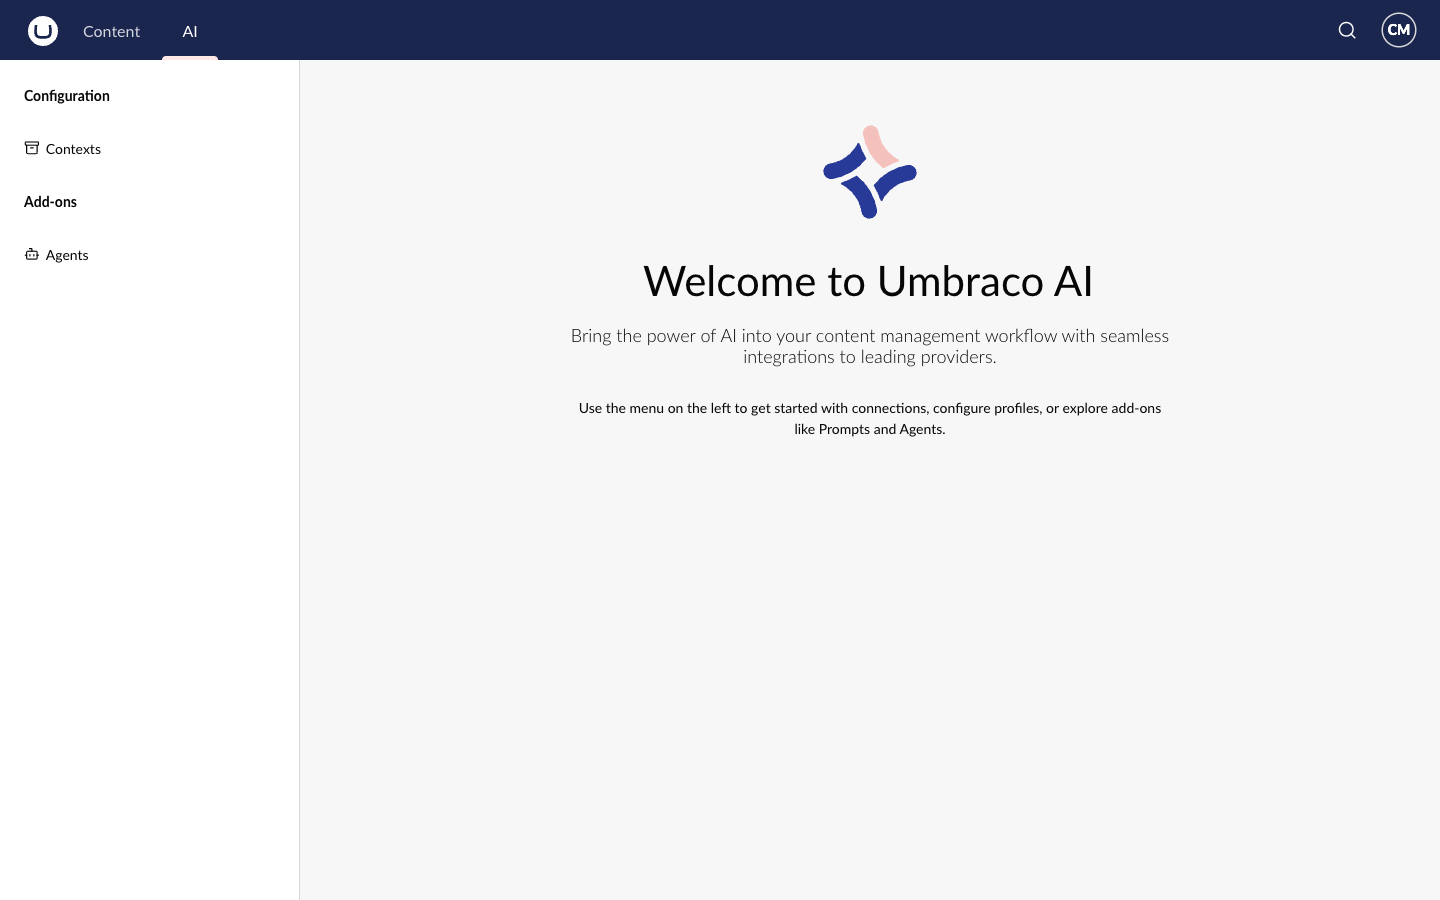 Content
AI
CM
Configuration
Contexts
Add-ons
Agents
Welcome to Umbraco AI
Bring the power of AI into your content management workflow with seamless
integrations to leading providers.
Use the menu on the left to get started with connections, configure profiles, or explore add-ons
like Prompts and Agents.